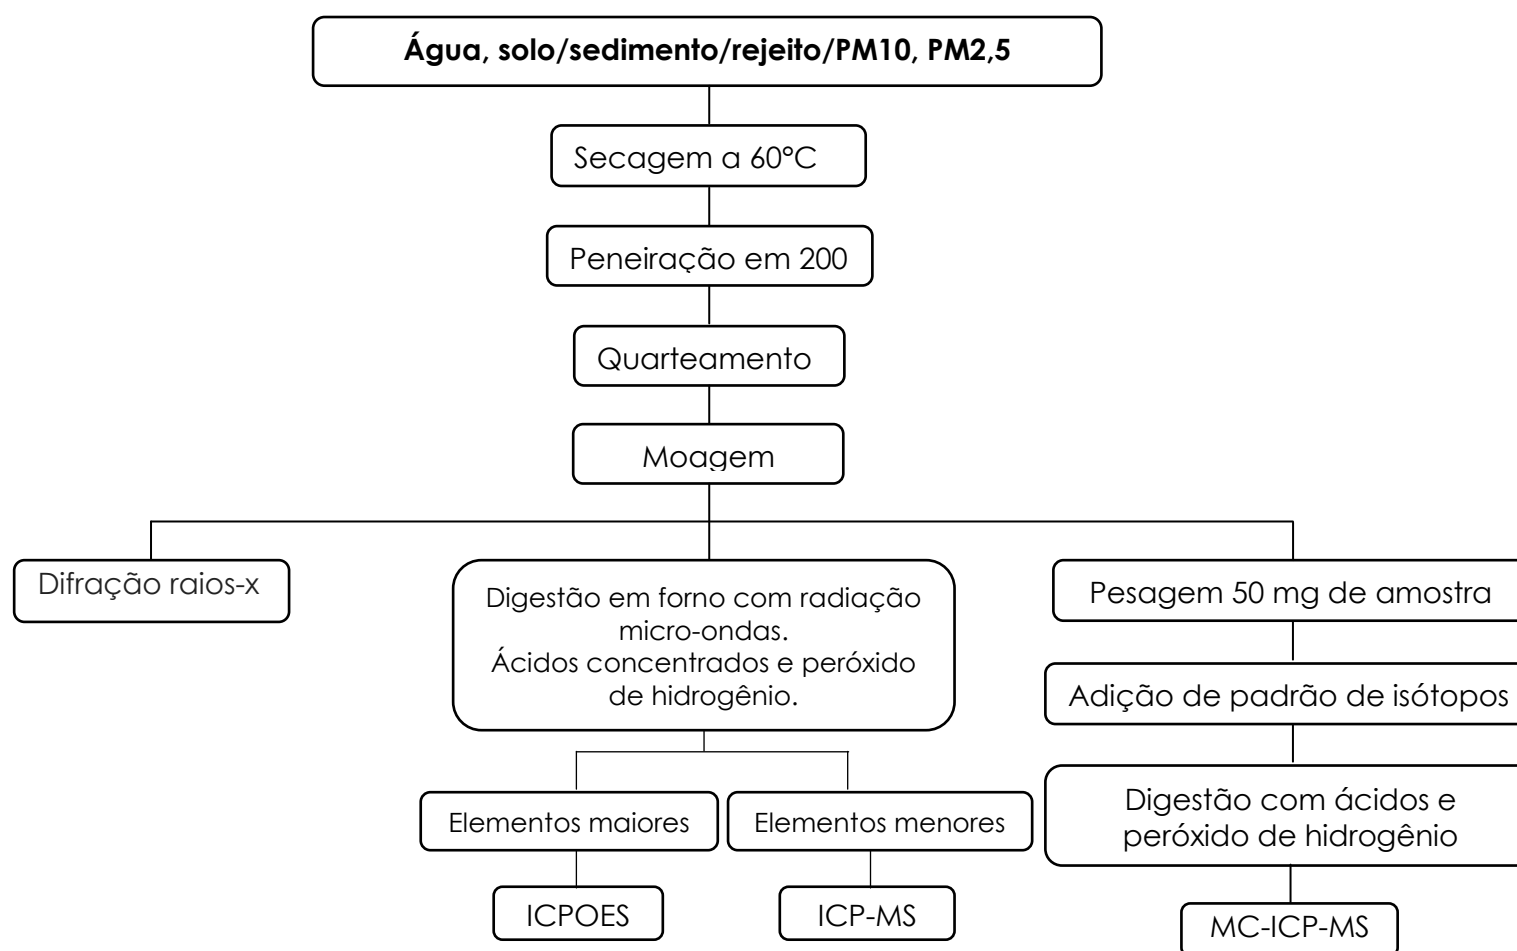 Água, solo/sedimento/rejeito/PM10, PM2,5
Secagem a 60°C
Peneiração em 200
Quarteamento
Moagem
Difração raios-x
Digestão em forno com radiação
micro-ondas.
Ácidos concentrados e peróxido
de hidrogênio.
Elementos maiores
Elementos menores
ICPOES
ICP-MS
Pesagem 50 mg de amostra
Adição de padrão de isótopos
Digestão com ácidos e
peróxido de hidrogênio
MC-ICP-MS